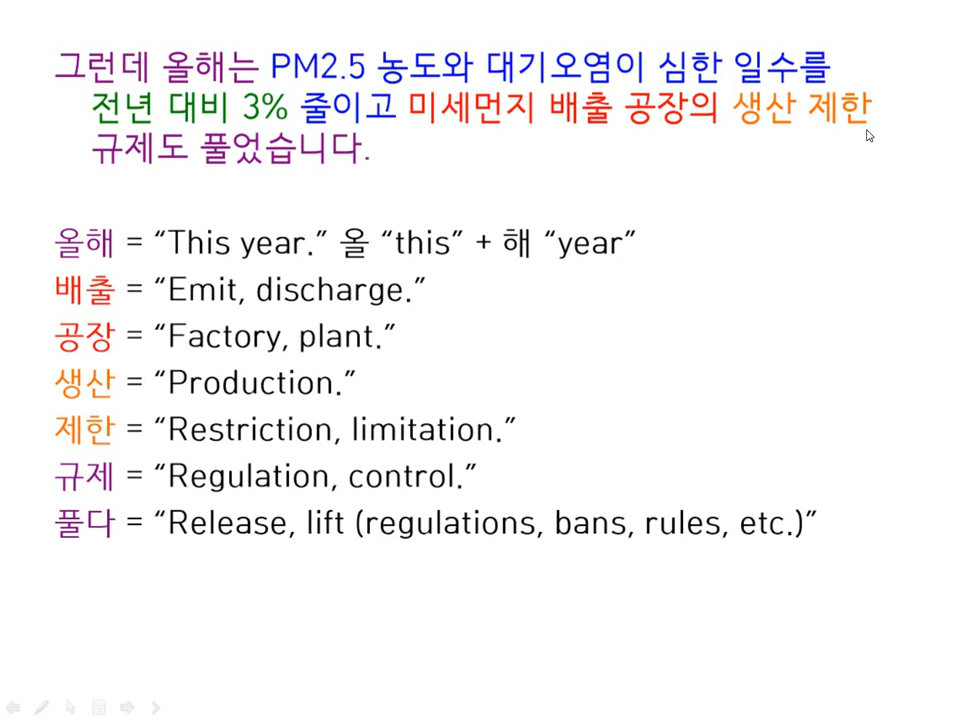 그런데 올해는 PM2.5 농도와 대기오염이 심한 일수를
전년 대비 3% 줄이고 미세먼지 배출 공장의 생산 제한
규제도 풀었습니다.
올해 = “This year.” 올 “this” + 해 “year”
배출 = “Emit, discharge.”
공장 = “Factory, plant.”
생산 = “Production.”
제한 = “Restriction, limitation.”
규제 = “Regulation, control.”
풀다 = “Release, lift (regulations, bans, rules, etc.)”